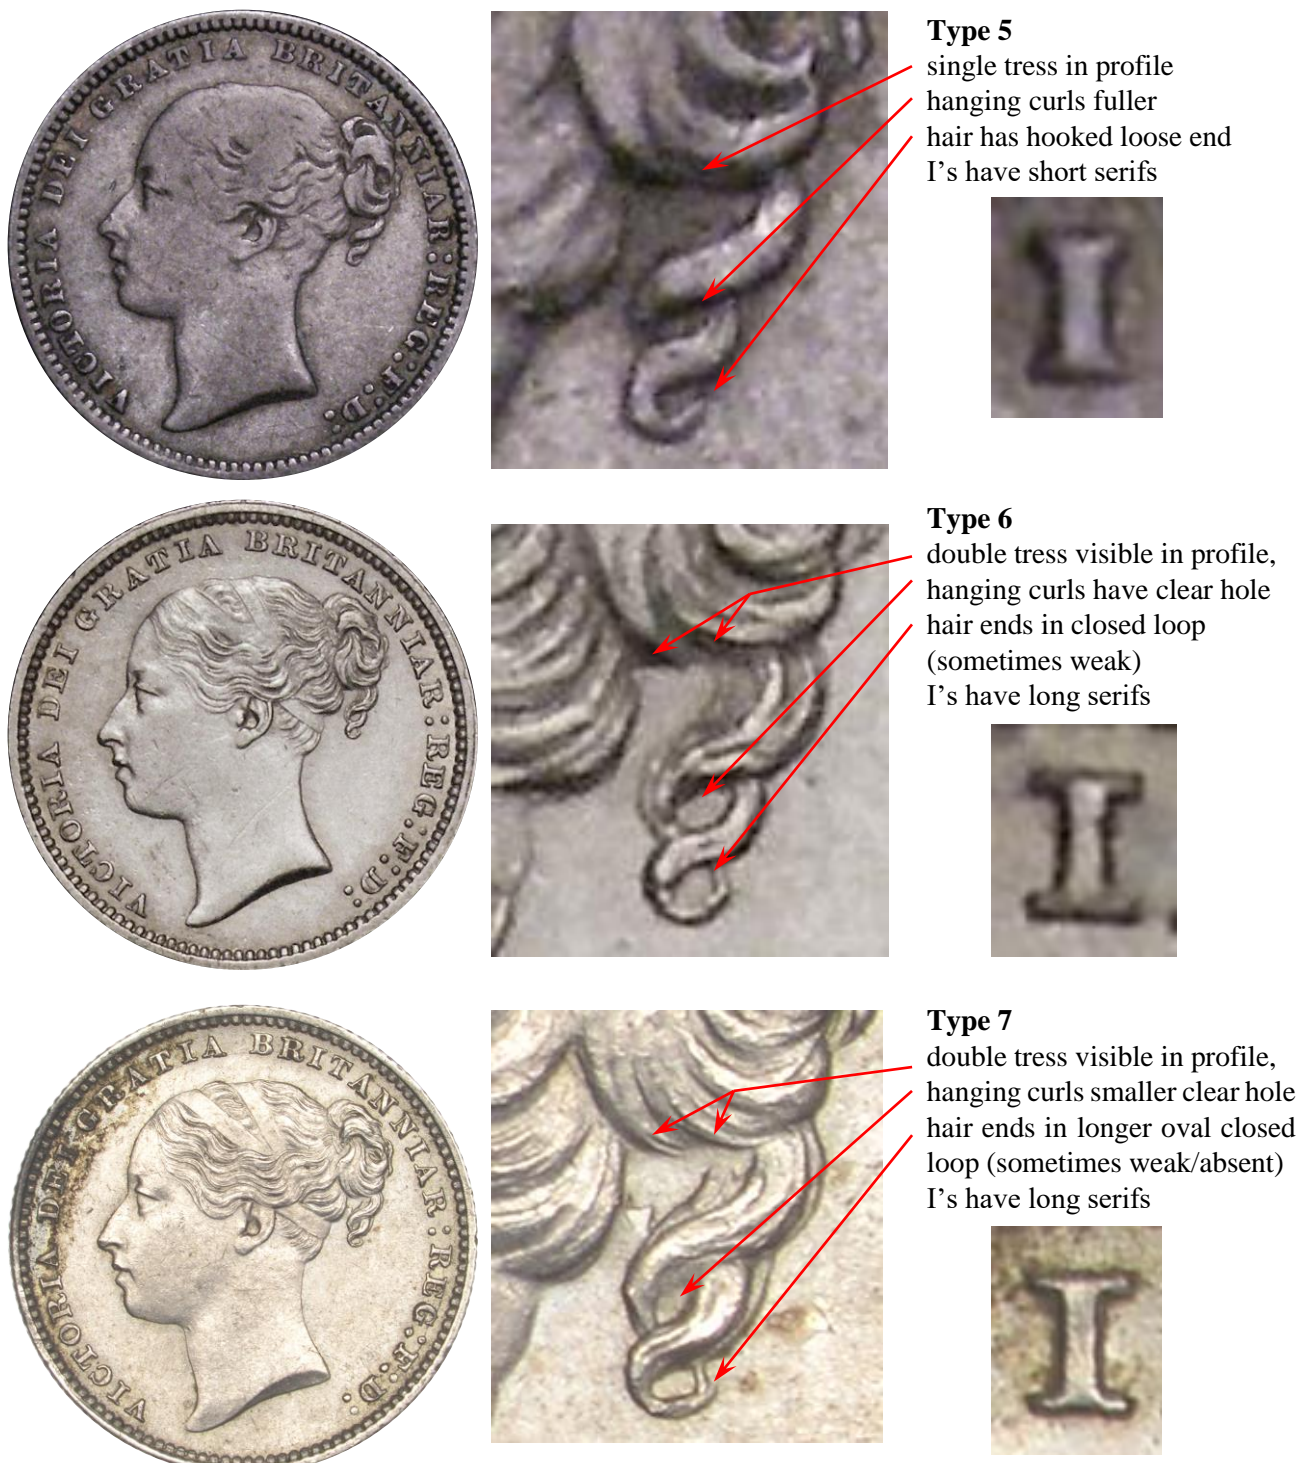 VICTORIA DEI GRATIA BRITANNIAR:REG:F:D:
Type 5
single tress in profile
hanging curls fuller
hair has hooked loose end
I's have short serifs
I
VICTORIA DEI GRATIA BRITANNIAR:REG:F:D:
Type 6
double tress visible in profile,
hanging curls have clear hole
hair ends in closed loop
(sometimes weak)
I's have long serifs
I
VICTORIA DEI GRATIA BRITANNIAR:REG:F:D:
Type 7
double tress visible in profile,
hanging curls smaller clear hole
hair ends in longer oval closed
loop (sometimes weak/absent)
I's have long serifs
I